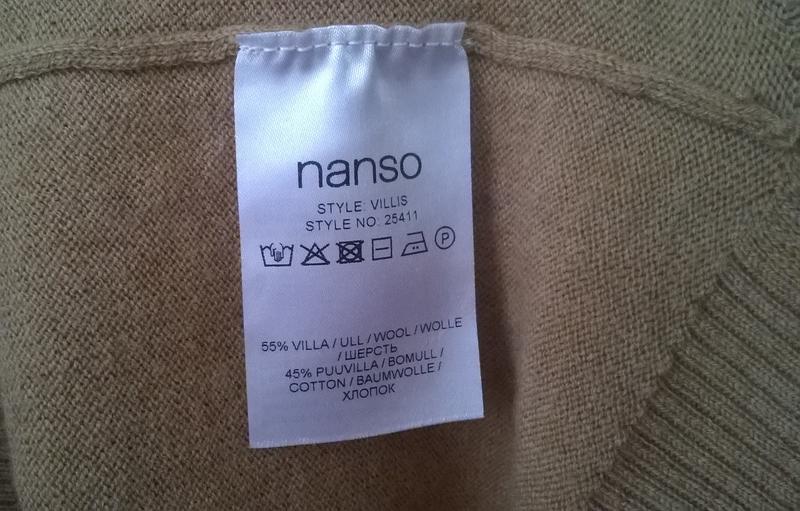 nanso
STYLE: VILLIS
STYLE NO: 25411
P
55% VILLA / ULL / WOOL / WOLLE
/ ШЕРСТЬ
45% PUUVILLA / BOMULL /
COTTON / BAUMWOLLE /
ХЛОПОК